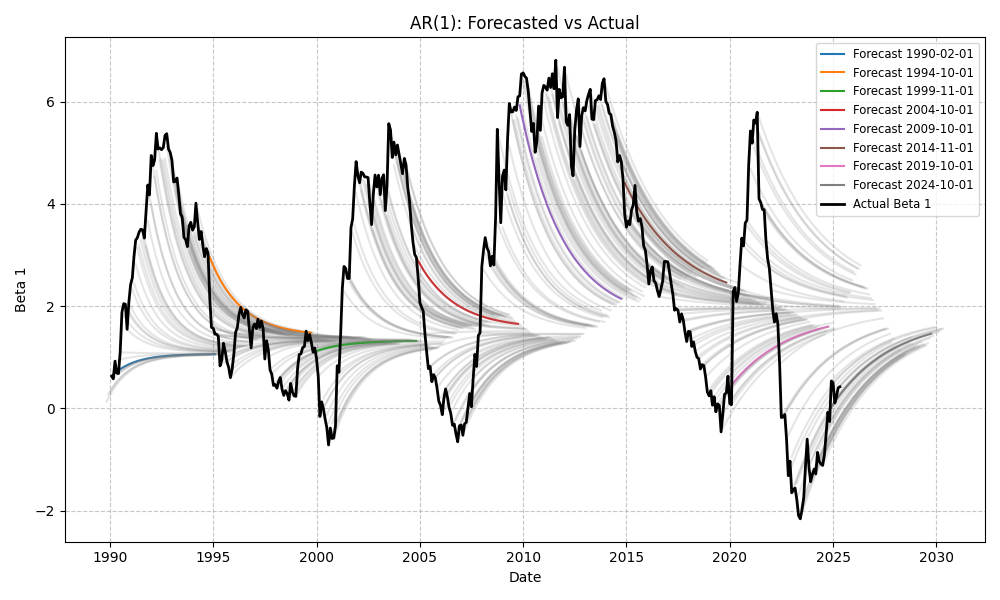 AR(1): Forecasted vs Actual
Forecast 1990-02-01
Forecast 1994-10-01
Forecast 1999-11-01
Forecast 2004-10-01
Forecast 2009-10-01
Forecast 2014-11-01
Forecast 2019-10-01
Forecast 2024-10-01
Actual Beta 1
Beta 1
6
4
2
0
−2
1990 1995 2000 2005 2010 2015 2020 2025 2030
Date